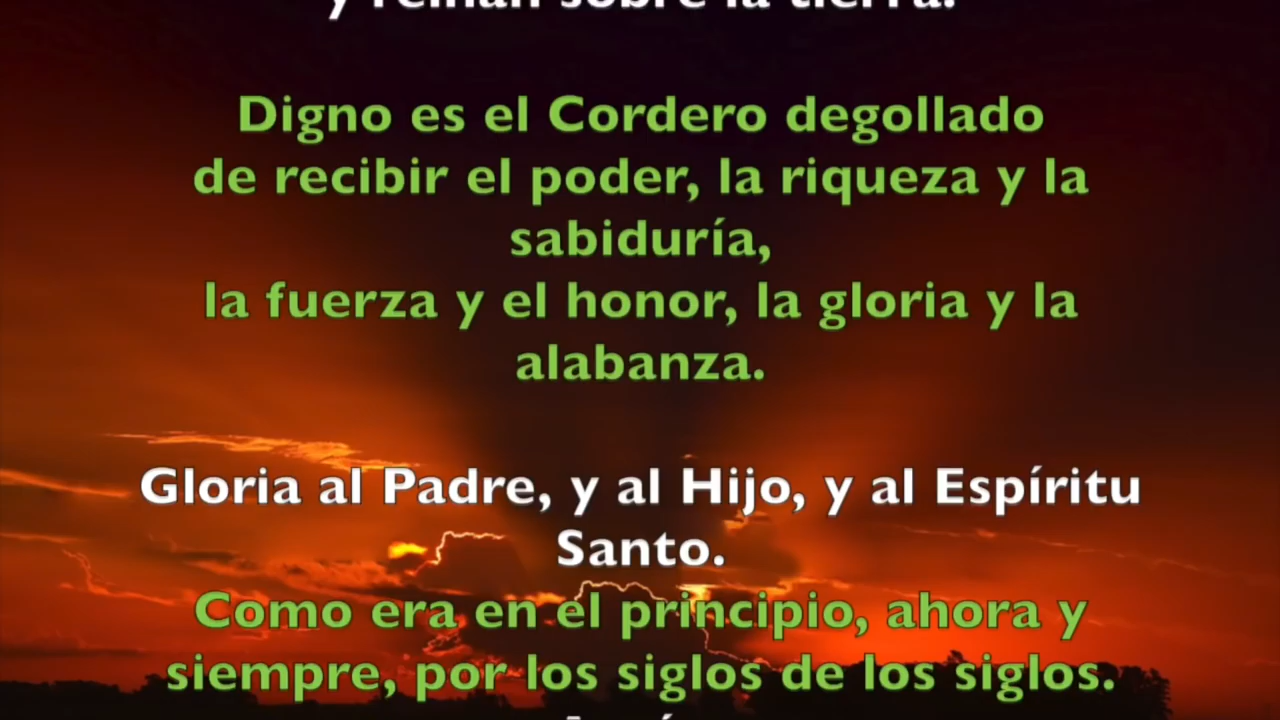 y reinan sobre la tierra.
Digno es el Cordero degollado
de recibir el poder, la riqueza y la
sabiduría,
la fuerza y el honor, la gloria y la
alabanza.
Gloria al Padre, y al Hijo, y al Espíritu
Santo.
Como era en el principio, ahora y
siempre, por los siglos de los siglos.